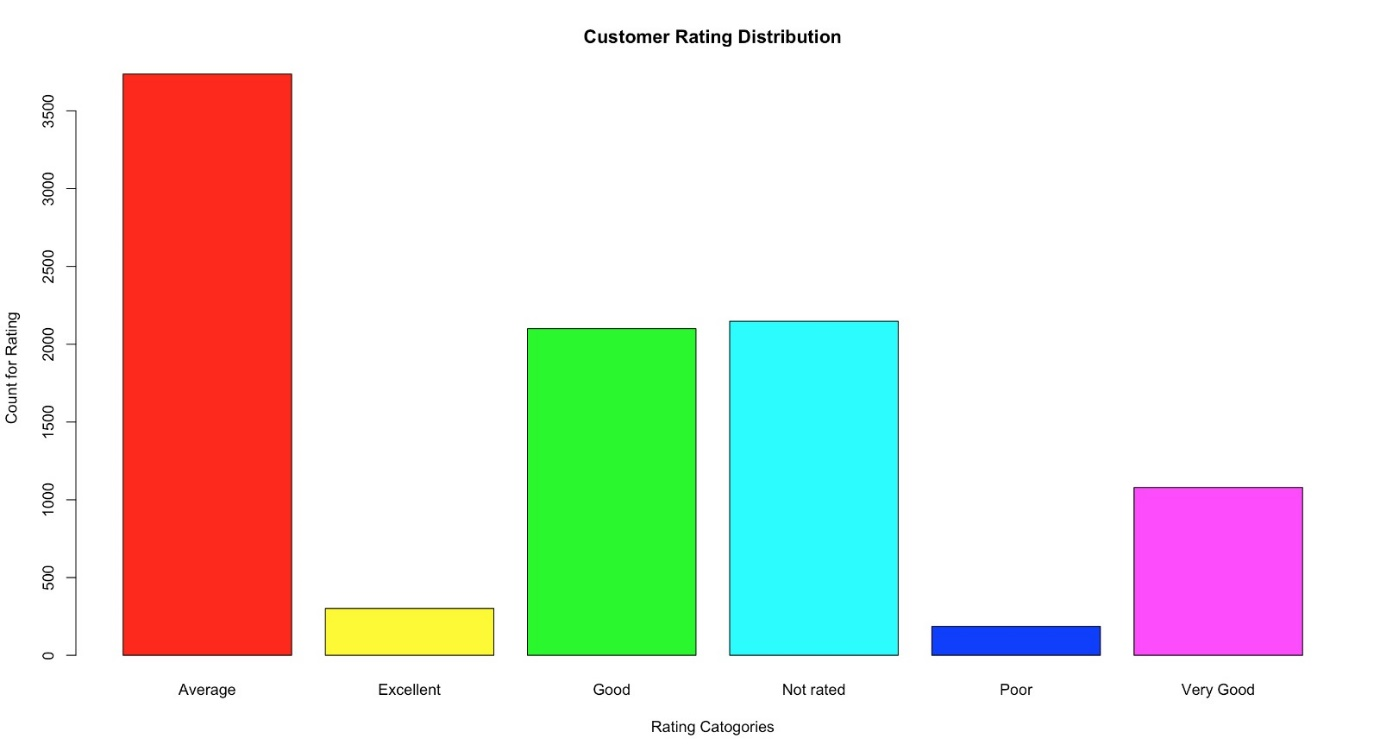 Customer Rating Distribution
Count for Rating
3500
3000
2500
2000
1500
1000
500
0
Average Excellent Good Not rated Poor Very Good
Rating Catogories